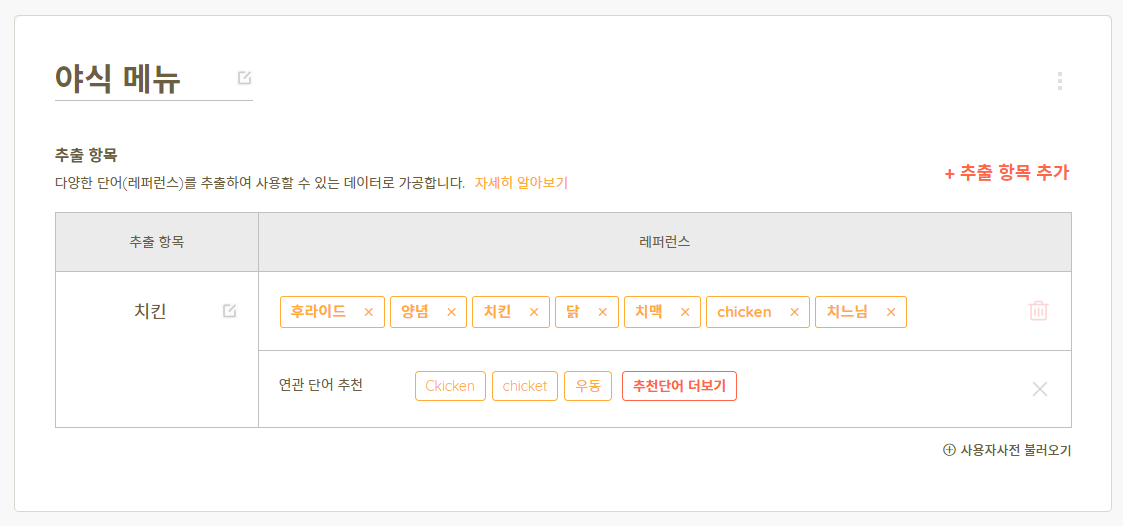 야식 메뉴
추출 항목
다양한 단어(레퍼런스)를 추출하여 사용할 수 있는 데이터로 가공합니다. 자세히 알아보기
+ 추출 항목 추가
추출 항목 레퍼런스
치킨 후라이드 × 양념 × 치킨 × 닭 × 치맥 × chicken × 치느님 ×
연관 단어 추천 Ckicken chicket 우동 추천단어 더보기
사용자사전 불러오기